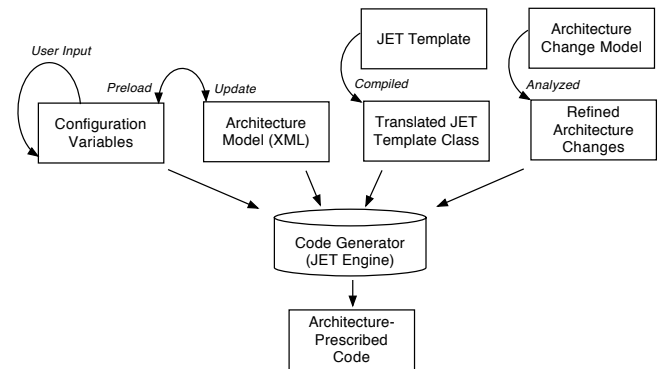 User Input
Preload
Update
JET Template
Compiled
Architecture
Change Model
Analyzed
Configuration
Variables
Architecture
Model (XML)
Translated JET
Template Class
Refined
Architecture
Changes
Code Generator
(JET Engine)
Architecture-
Prescribed
Code